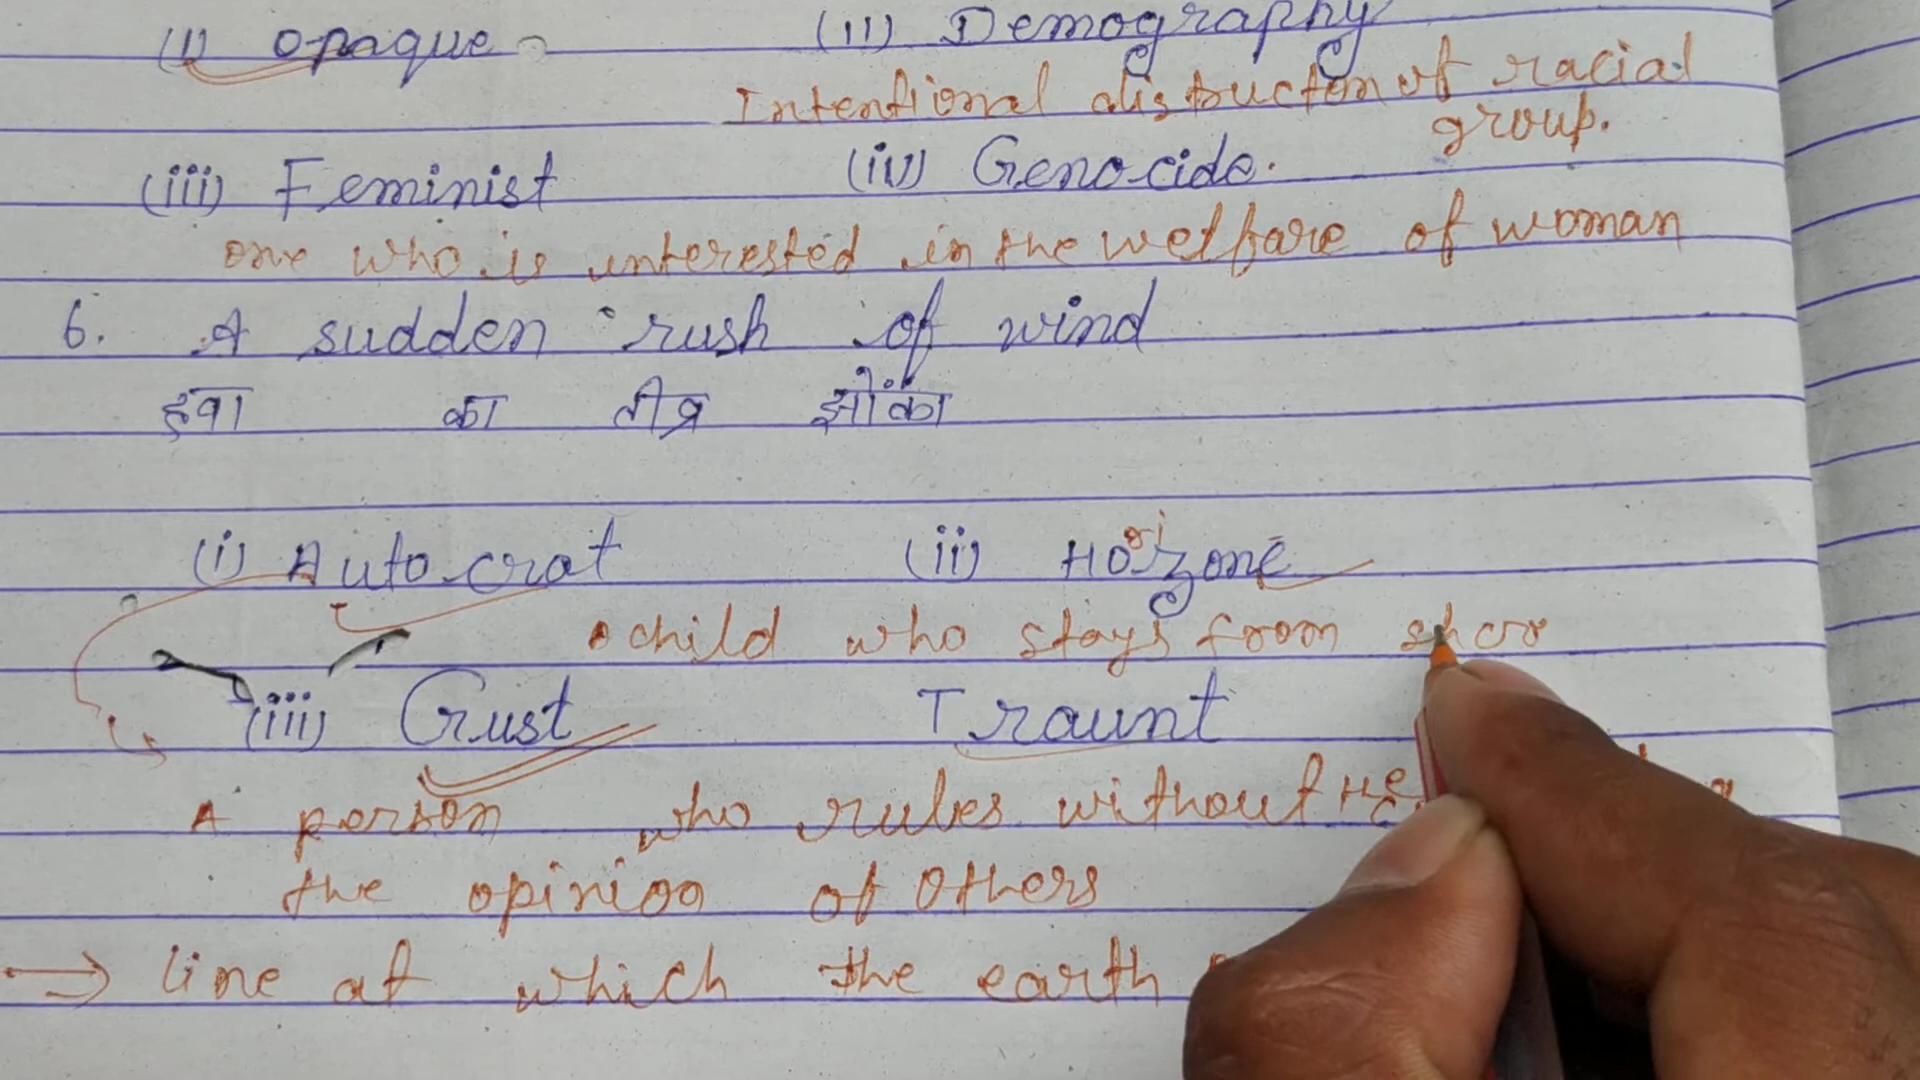 (i) opaque (ii) Demography
Intentional distructon of racial
group.
(iii) Feminist (iv) Genocide.
one who is interested in the welfare of woman
6. A sudden rush of wind
हवा का तीव्र झोंका
(i) Autocrat (ii) Horizone
child who stays from
(iii) Gust Traunt
A person who rules without
the opinion of others
→ line at which the earth